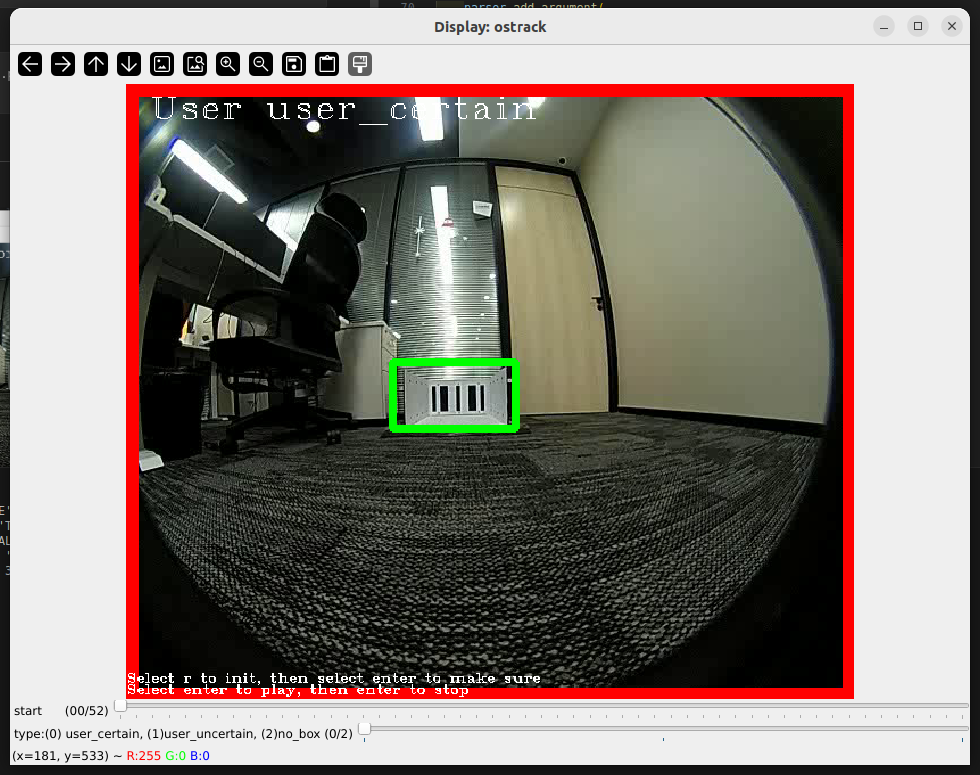 70 parser.add_argument(
Display: ostrack
User user_certain
Select r to init, then select enter to make sure
Select enter to play, then enter to stop
start (00/52)
type:(0) user_certain, (1)user_uncertain, (2)no_box (0/2)
(x=181, y=533) ~ R:255 G:0 B:0